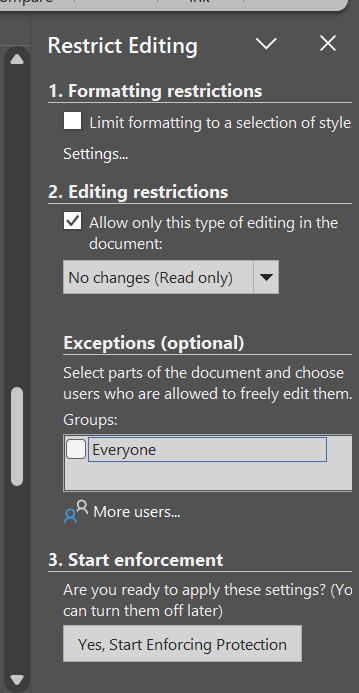 Restrict Editing
1. Formatting restrictions
Limit formatting to a selection of style
Settings...
2. Editing restrictions
Allow only this type of editing in the
document:
No changes (Read only)
Exceptions (optional)
Select parts of the document and choose
users who are allowed to freely edit them.
Groups:
Everyone
More users...
3. Start enforcement
Are you ready to apply these settings? (Yo
can turn them off later)
Yes, Start Enforcing Protection